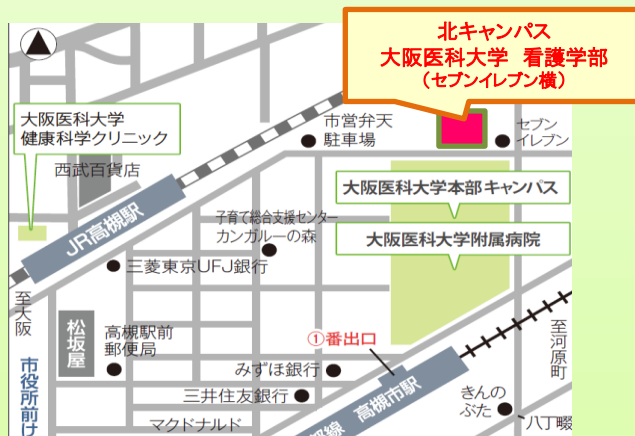 北キャンパス
大阪医科大学 看護学部
（セブンイレブン横）
大阪医科大学
健康科学クリニック
市営弁天
駐車場
セブン
イレブン
西武百貨店
大阪医科大学本部キャンパス
JR高槻駅
子育て総合支援センター
カンガルーの森
大阪医科大学附属病院
三菱東京UFJ銀行
至大阪
松坂屋
高槻駅前
郵便局
①番出口
至河原町
みずほ銀行
市役所前
三井住友銀行
高槻市駅
きんの
ぶた
マクドナルド
八丁畷